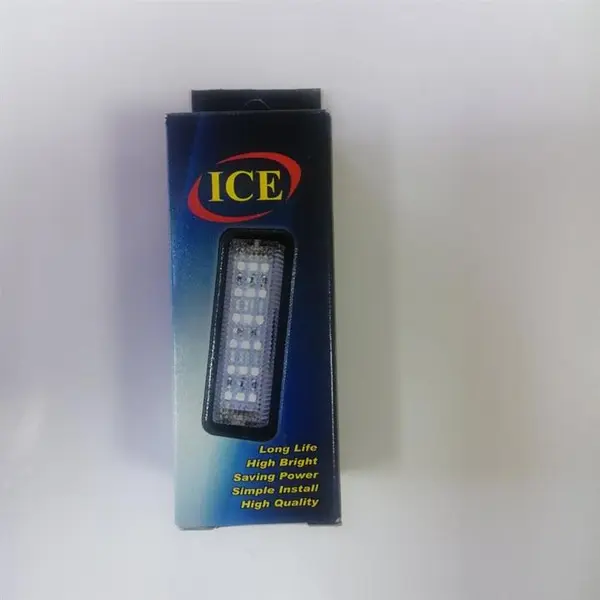 ICE
Long Life
High Bright
Saving Power
Simple Install
High Quality